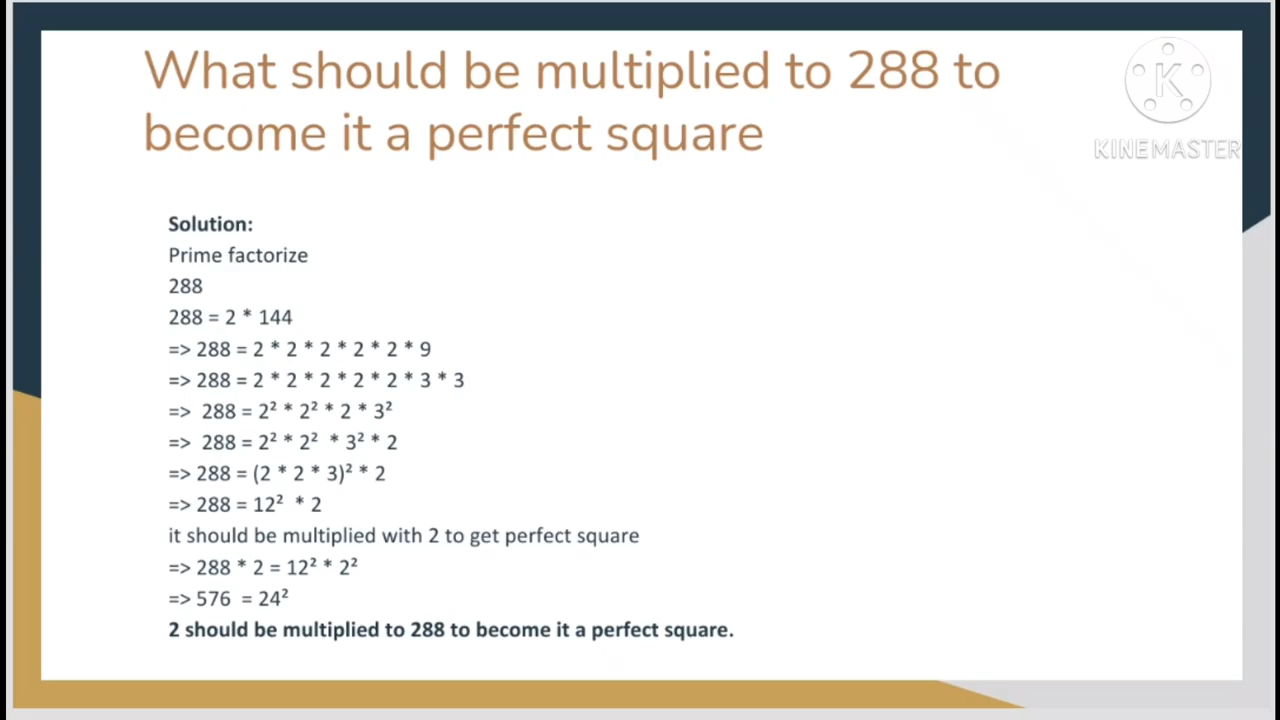 What should be multiplied to 288 to
become it a perfect square
K
KINEMASTER
Solution:
Prime factorize
288
288 = 2 * 144
=> 288 = 2 * 2 * 2 * 2 * 2 * 9
=> 288 = 2 * 2 * 2 * 2 * 2 * 3 * 3
=>  288 = 2² * 2² * 2 * 3²
=>  288 = 2² * 2²  * 3² * 2
=> 288 = (2 * 2 * 3)² * 2
=> 288 = 12²  * 2
it should be multiplied with 2 to get perfect square
=> 288 * 2 = 12² * 2²
=> 576  = 24²
2 should be multiplied to 288 to become it a perfect square.